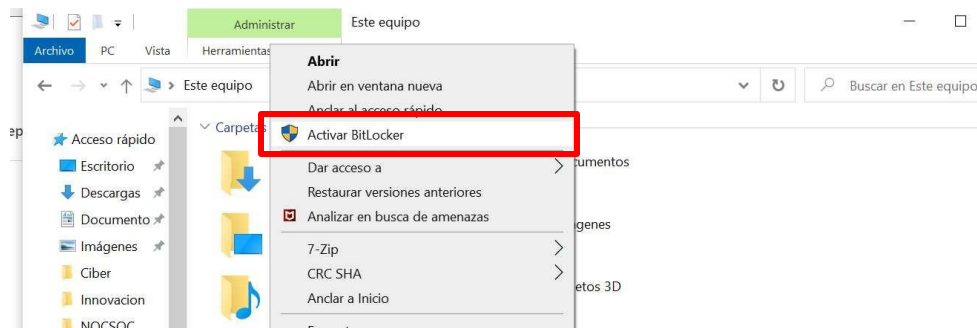 Administrar
Este equipo
Archivo
PC
Vista
Herramientas
Este equipo
Buscar en Este equipo
Acceso rápido
Escritorio
Descargas
Documento
Imágenes
Ciber
Innovacion
NOCSOC
Carpetas
Abrir
Abrir en ventana nueva
Anclar al acceso rápido
Activar BitLocker
Dar acceso a
Restaurar versiones anteriores
Analizar en busca de amenazas
7-Zip
CRC SHA
Anclar a Inicio
cumentos
genes
etos 3D